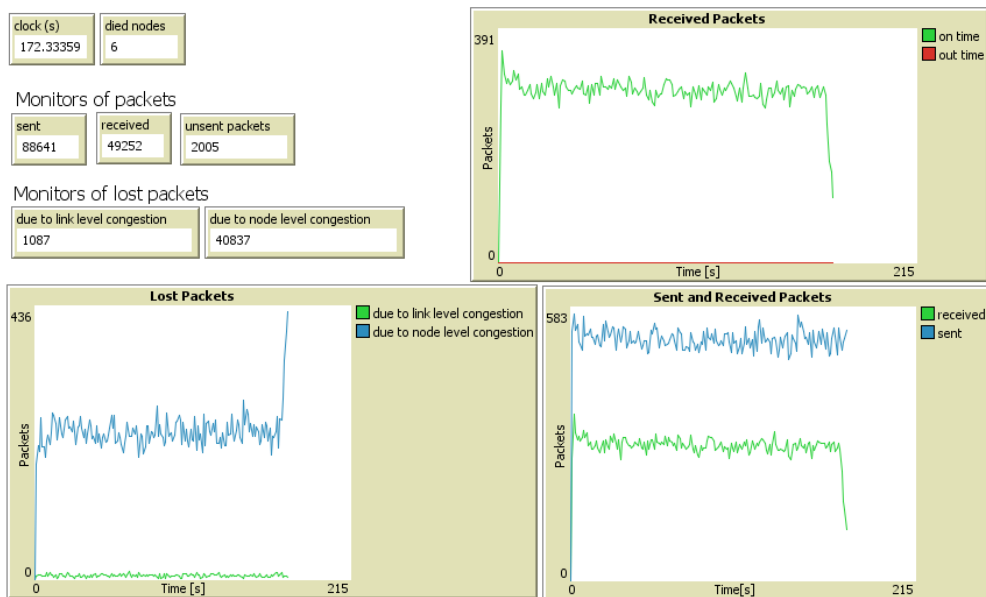 clock (s)
172.33359
died nodes
6
Monitors of packets
sent
88641
received
49252
unsent packets
2005
Monitors of lost packets
due to link level congestion
1087
due to node level congestion
40837
Received Packets
391
Packets
0
0
Time [s]
215
on time
out time
Lost Packets
436
Packets
0
0
Time [s]
215
due to link level congestion
due to node level congestion
Sent and Received Packets
583
Packets
0
0
Time[s]
215
received
sent